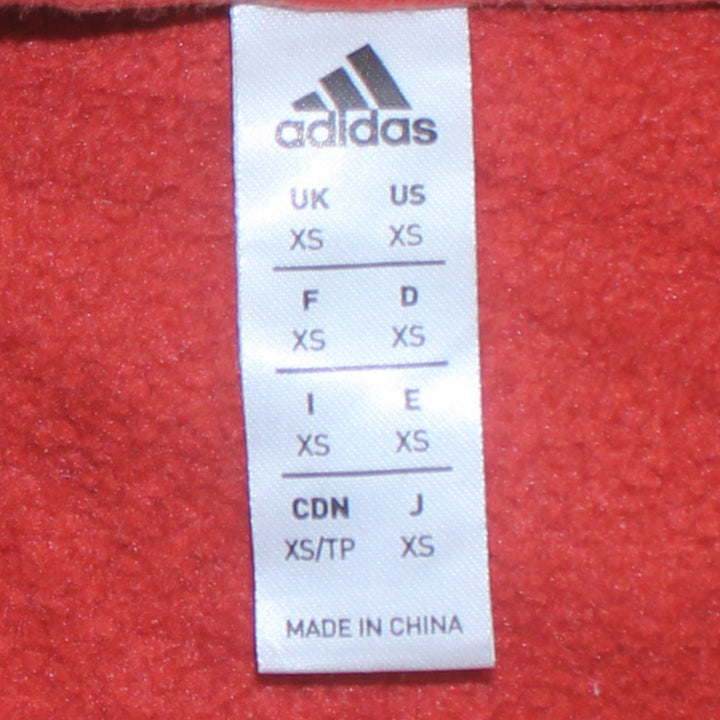 adidas
UK US
XS XS
F D
XS XS
I E
XS XS
CDN J
XS/TP XS
MADE IN CHINA